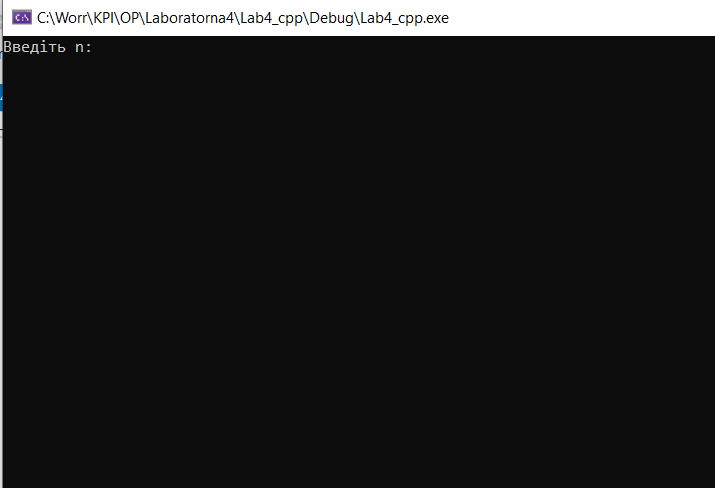 C:\Worr\KPI\OP\Laboratorna4\Lab4_cpp\Debug\Lab4_cpp.exe
Введіть n: